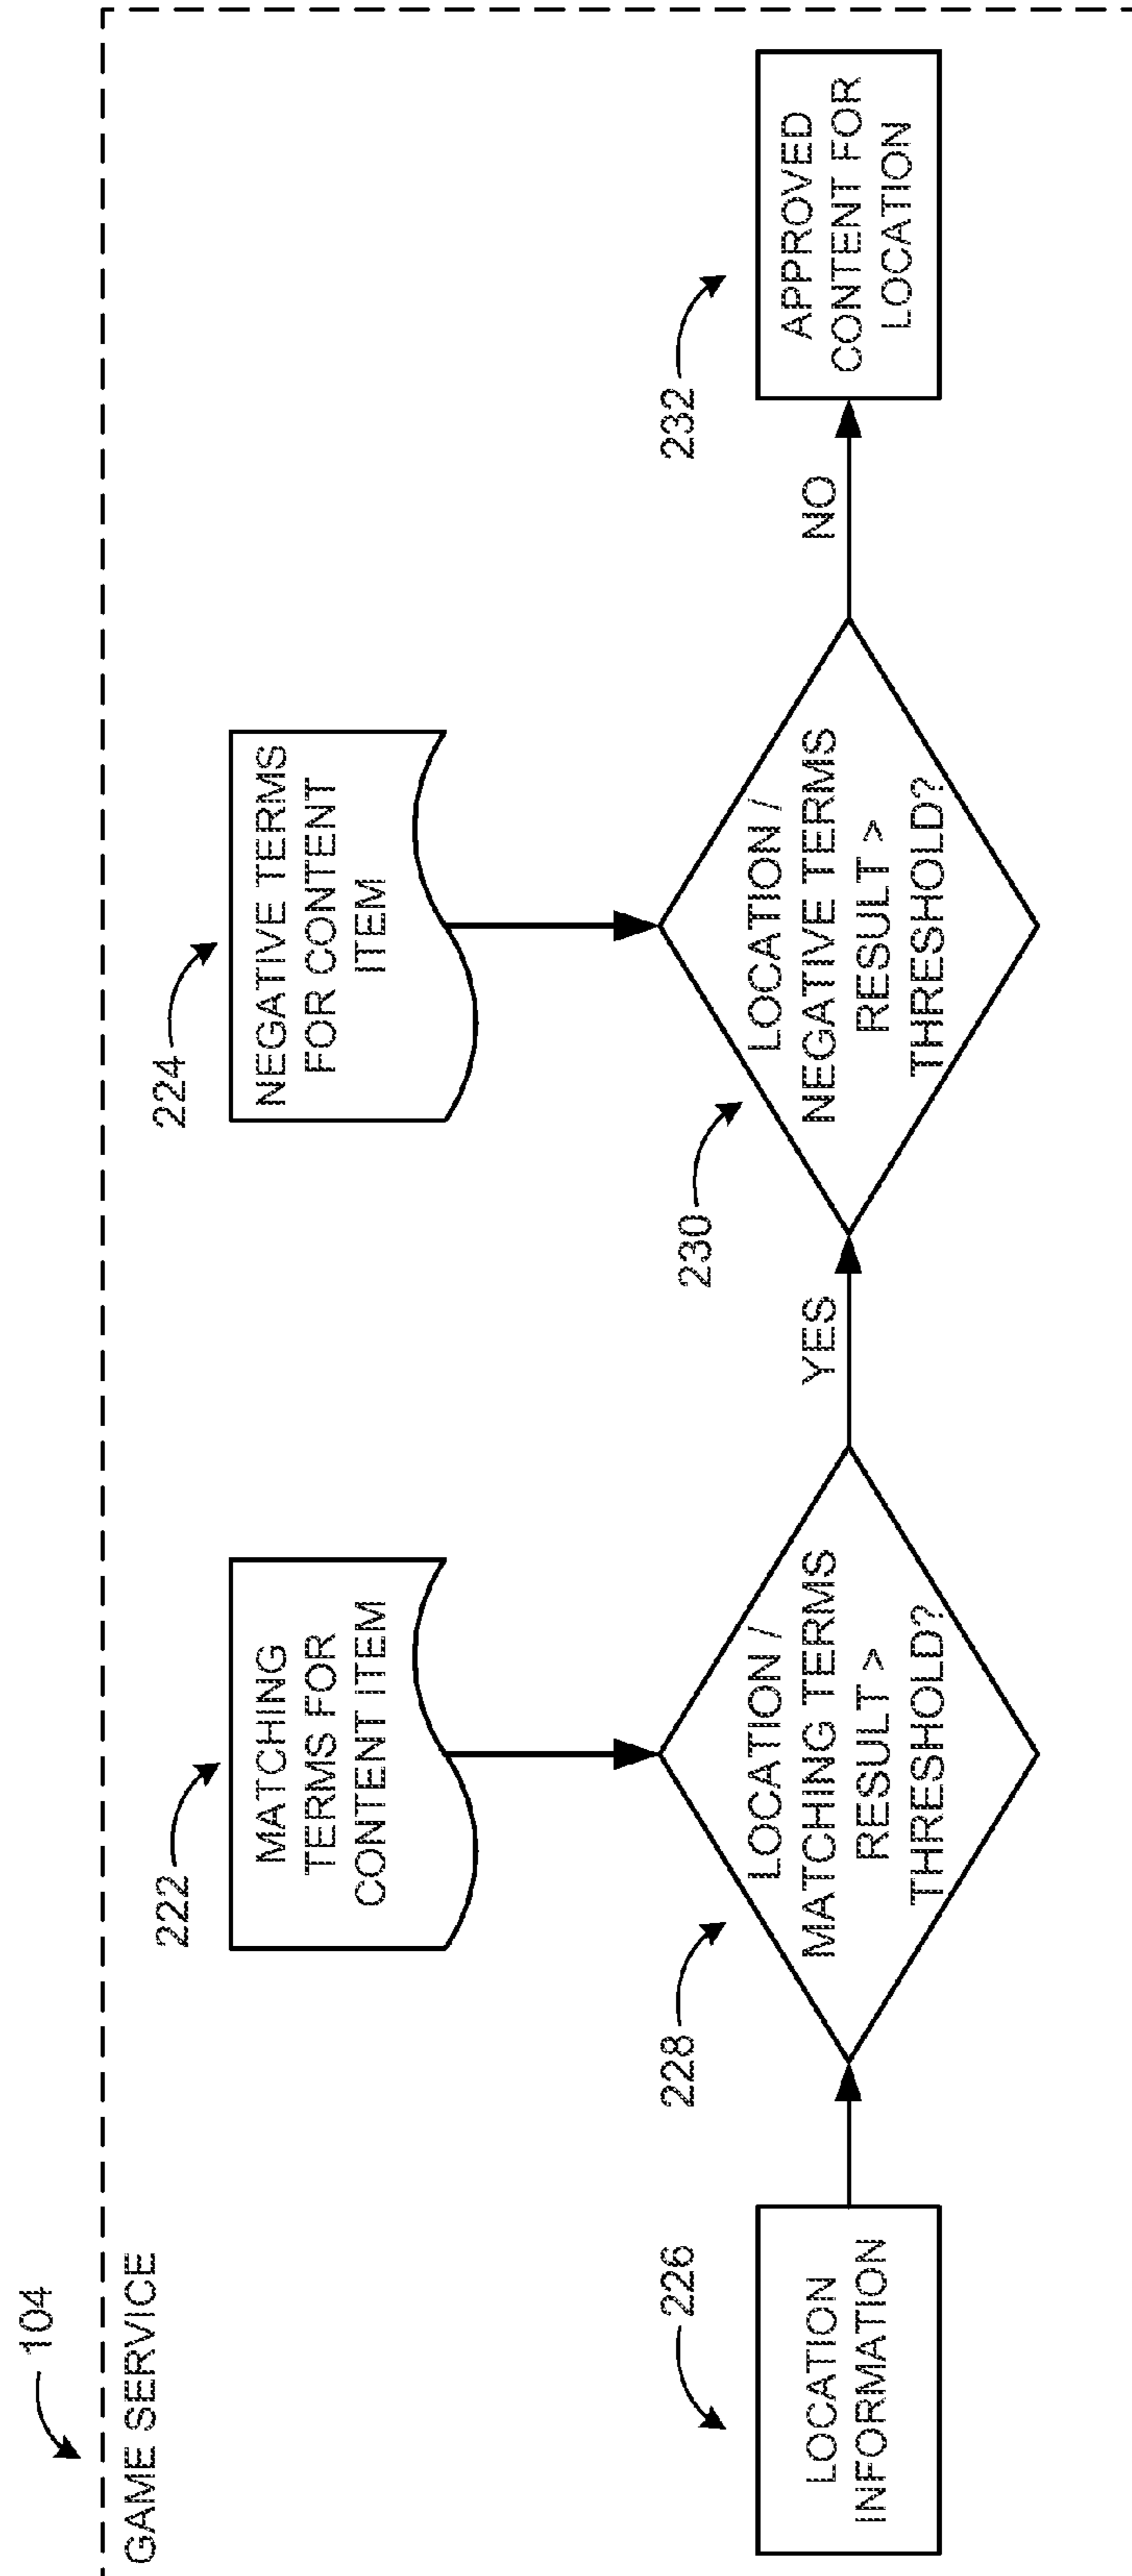 104
GAME SERVICE
222
MATCHING
TERMS FOR
CONTENT ITEM
224
NEGATIVE TERMS
FOR CONTENT
ITEM
226
LOCATION
INFORMATION
228
LOCATION /
MATCHING TERMS
RESULT >
THRESHOLD?
YES
230
LOCATION /
NEGATIVE TERMS
RESULT >
THRESHOLD?
NO
232
APPROVED
CONTENT FOR
LOCATION